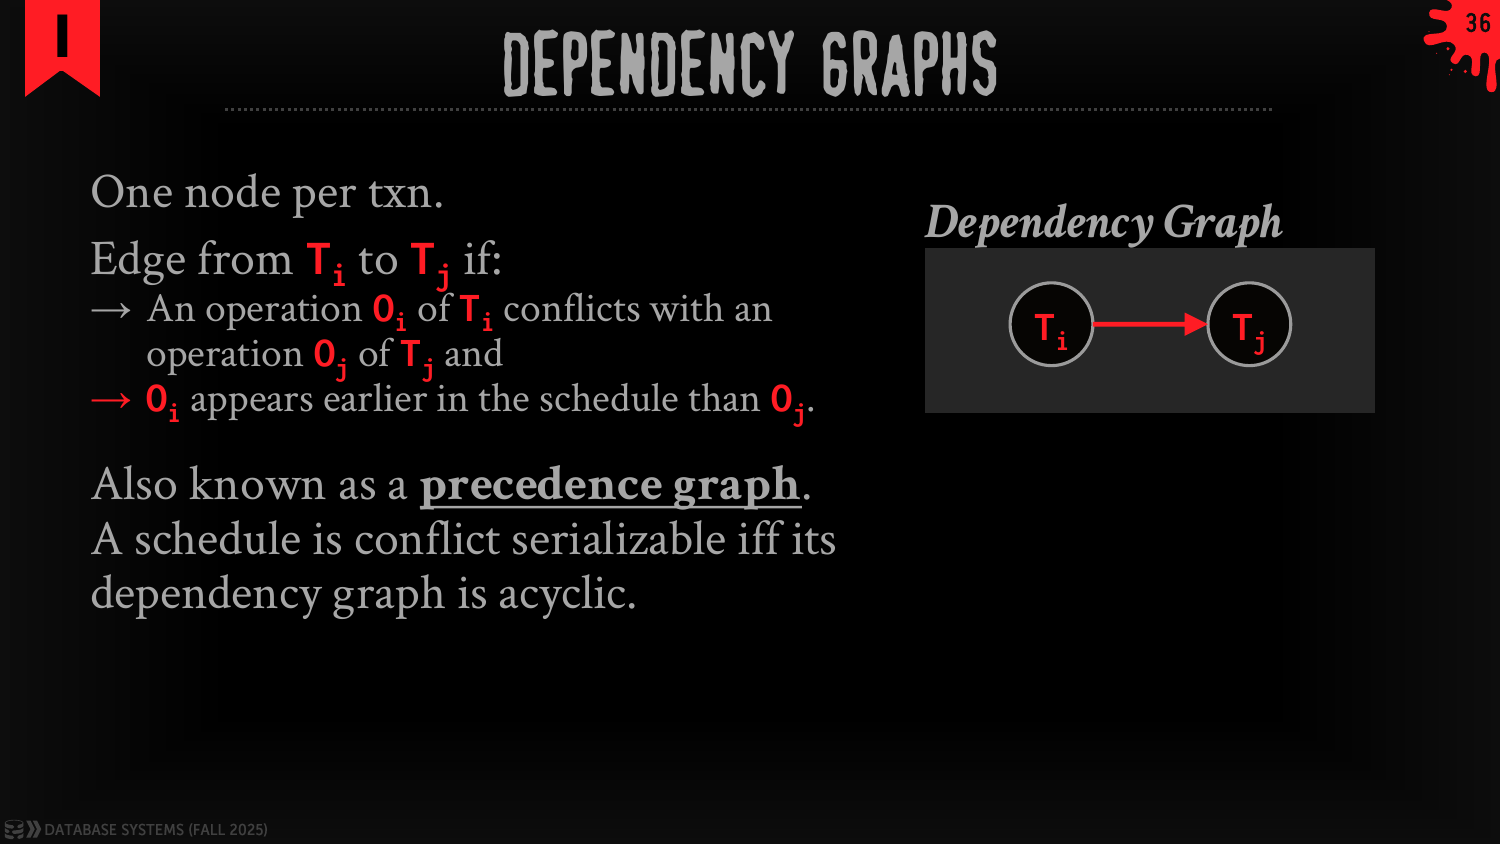 I
DEPENDENCY GRAPHS
36
One node per txn.
Edge from Ti to Tj if:
→ An operation Oi of Ti conflicts with an
operation Oj of Tj and
→ Oi appears earlier in the schedule than Oj.
Also known as a precedence graph.
A schedule is conflict serializable iff its
dependency graph is acyclic.
Dependency Graph
Ti
Tj
DATABASE SYSTEMS (FALL 2025)